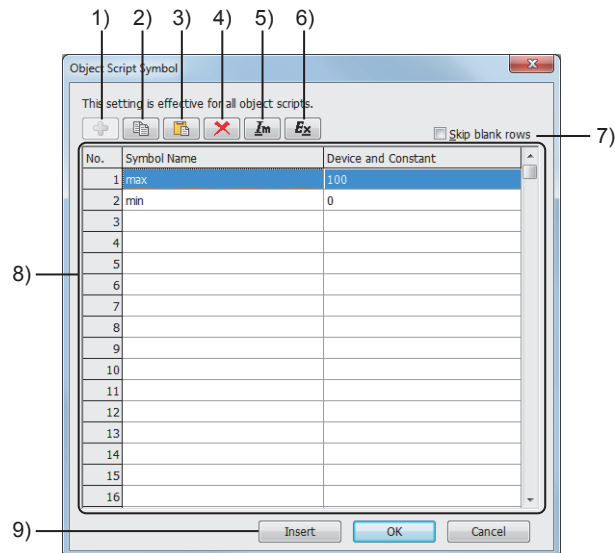 1) 2) 3) 4) 5) 6)
Object Script Symbol
This setting is effective for all object scripts.
Im Ex Skip blank rows 7)
No. Symbol Name Device and Constant
1 max 100
2 min 0
3
4
5
8) 6
7
8
9
10
11
12
13
14
15
16
9) Insert OK Cancel